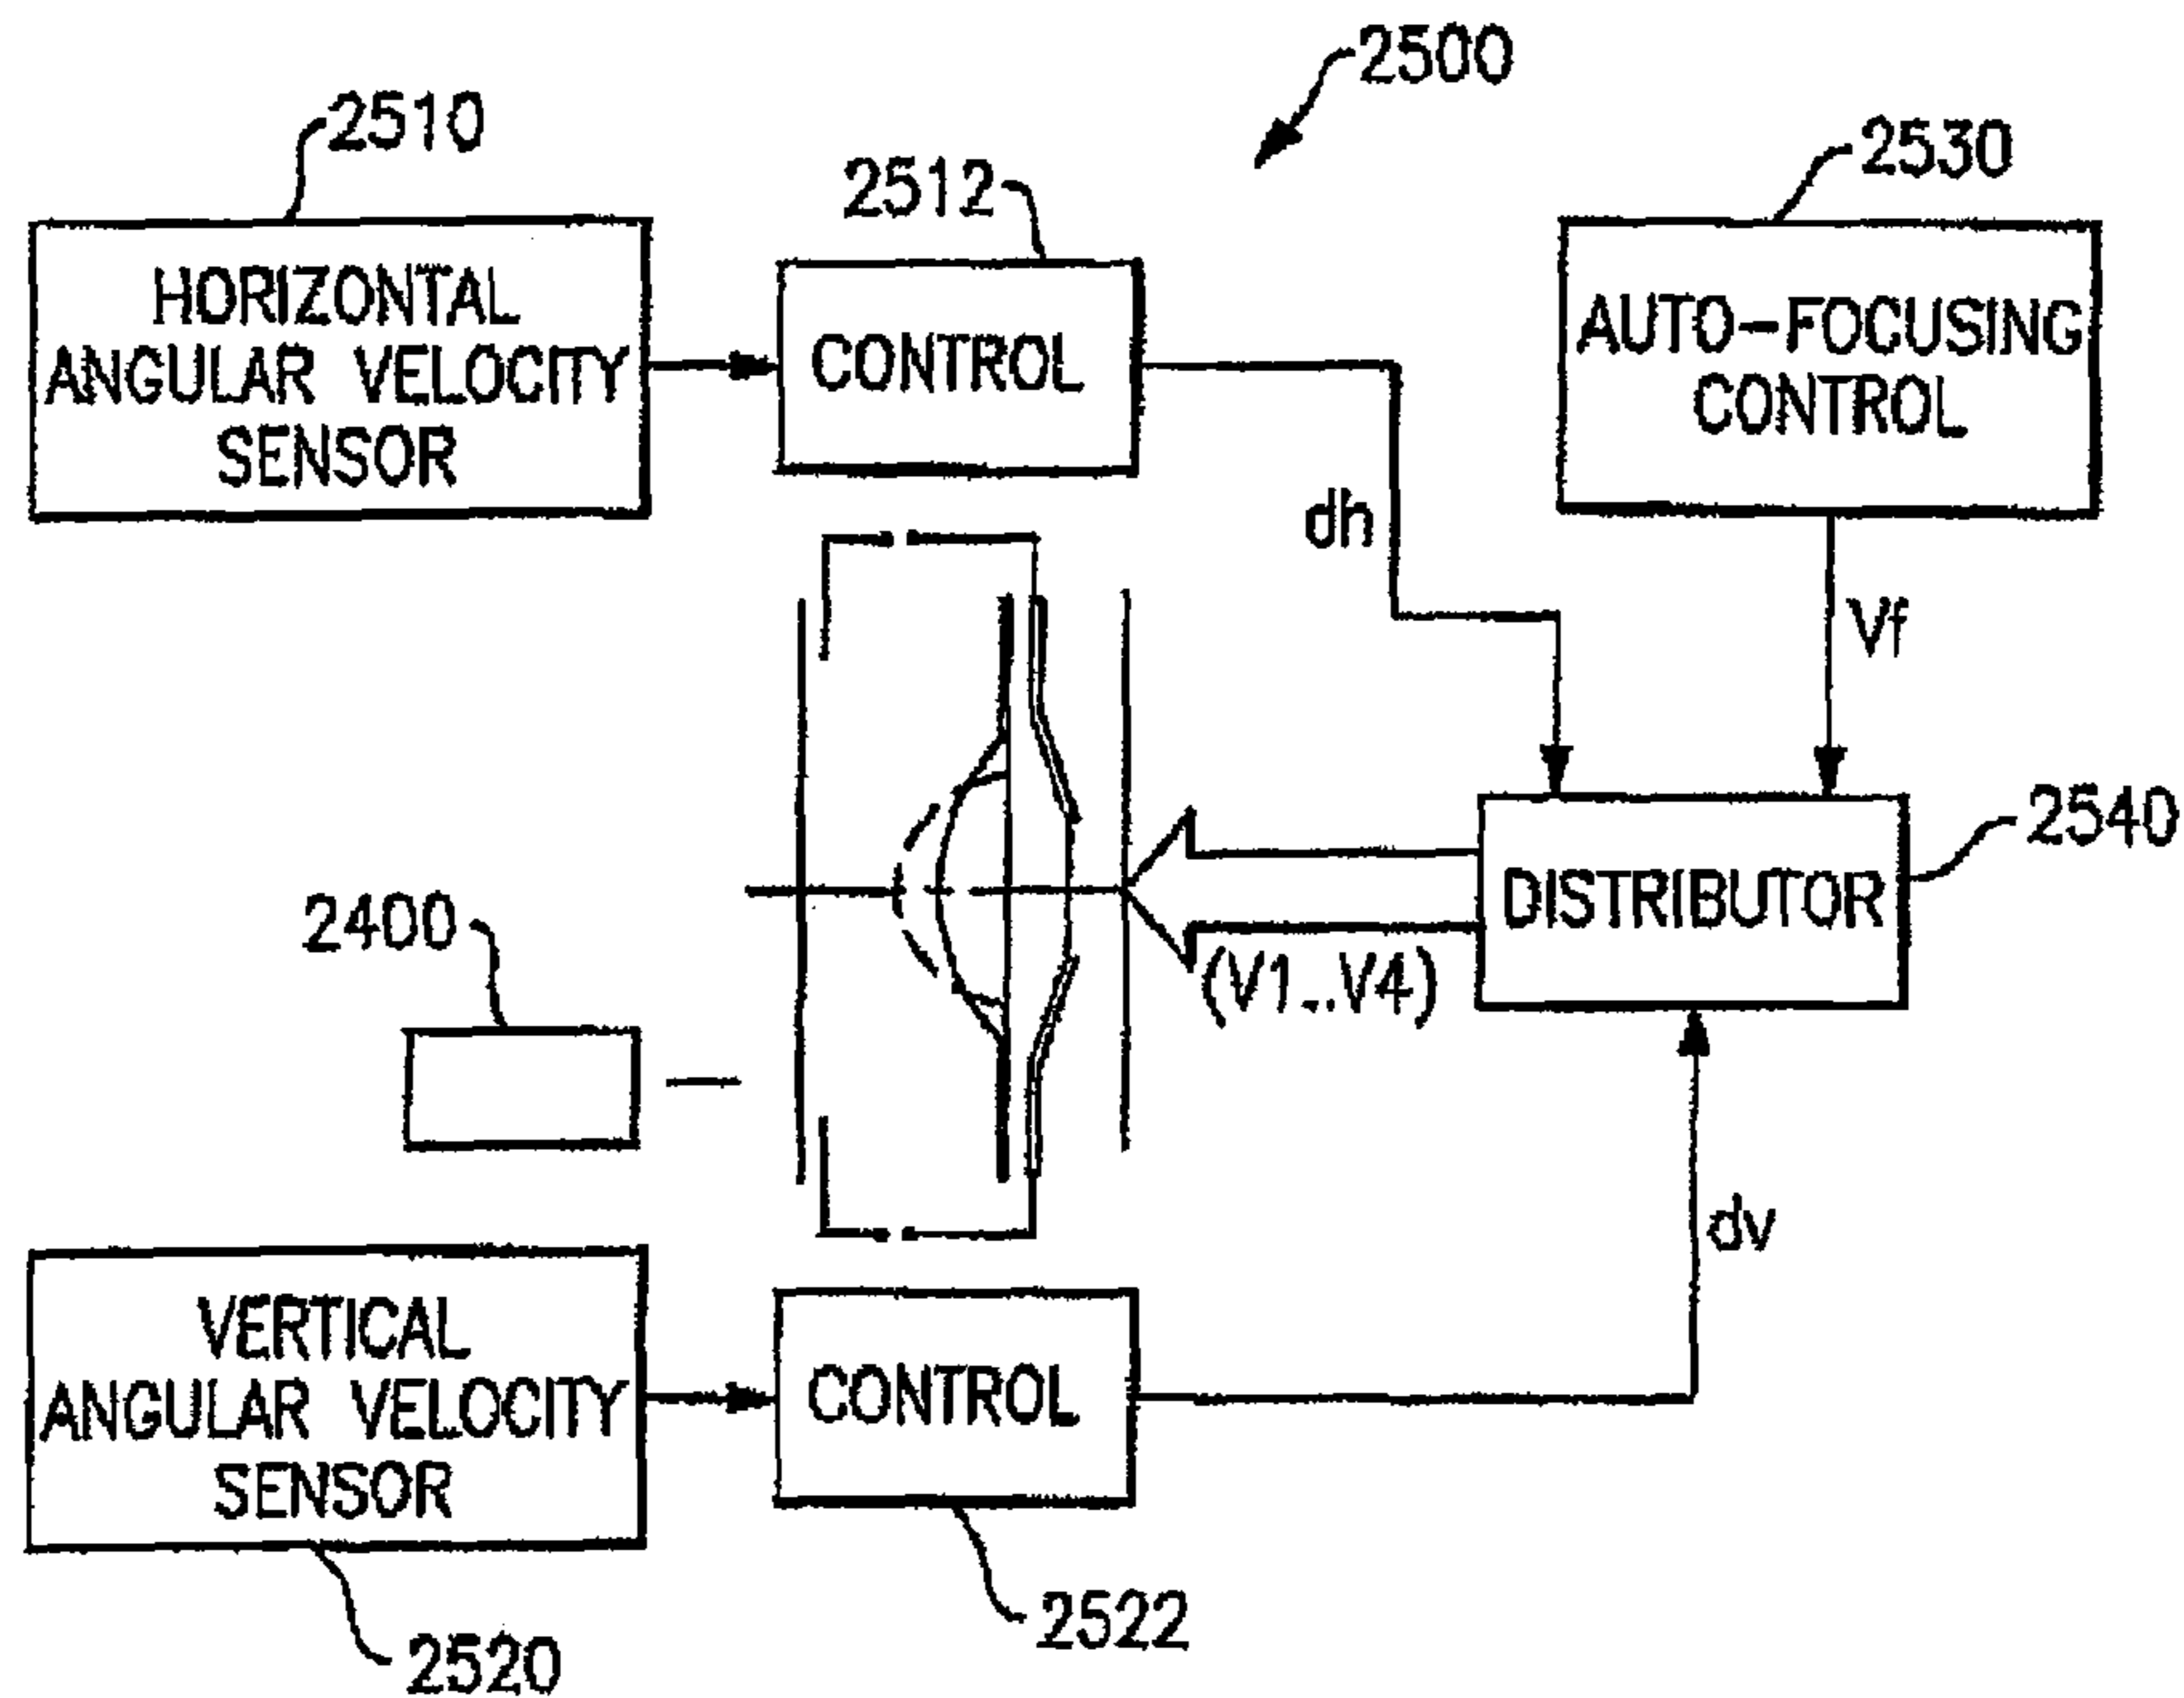 2500
2510
2512
2530
HORIZONTAL
ANGULAR VELOCITY
SENSOR
CONTROL
AUTO-FOCUSING
CONTROL
dh
Vf
2540
DISTRIBUTOR
2400
(V1...V4)
dv
VERTICAL
ANGULAR VELOCITY
SENSOR
CONTROL
2522
2520